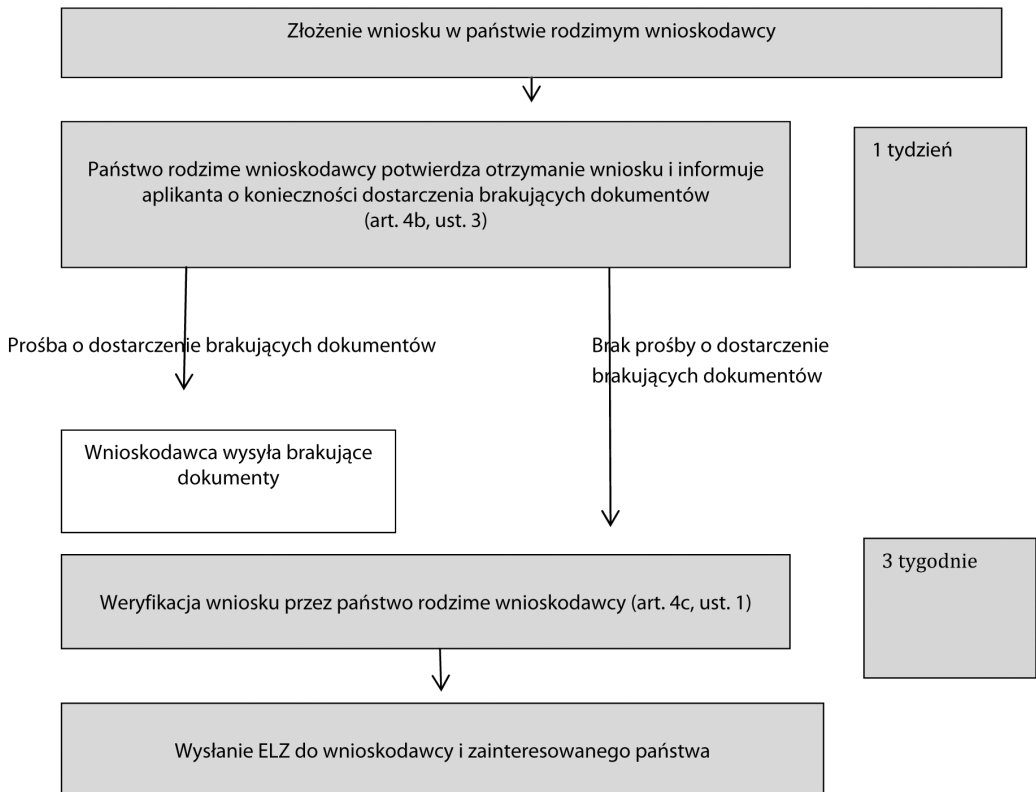 Złożenie wniosku w państwie rodzimym wnioskodawcy
Państwo rodzime wnioskodawcy potwierdza otrzymanie wniosku i informuje
aplikanta o konieczności dostarczenia brakujących dokumentów
(art. 4b, ust. 3)
1 tydzień
Prośba o dostarczenie brakujących dokumentów
Brak prośby o dostarczenie
brakujących dokumentów
Wnioskodawca wysyła brakujące
dokumenty
3 tygodnie
Weryfikacja wniosku przez państwo rodzime wnioskodawcy (art. 4c, ust. 1)
Wysłanie ELZ do wnioskodawcy i zainteresowanego państwa